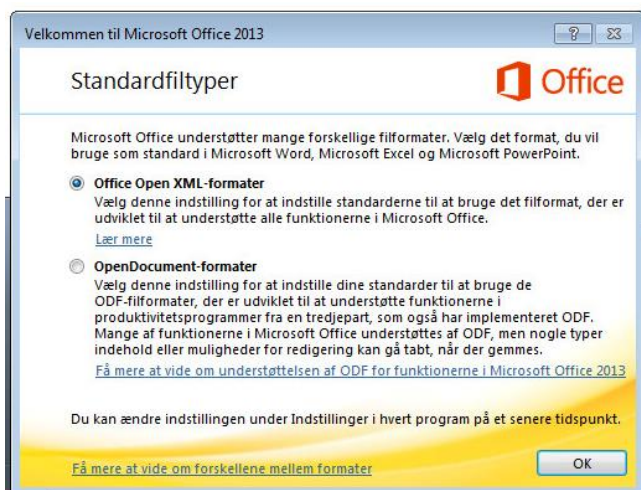 Velkommen til Microsoft Office 2013
Standardfiltyper
Office
Microsoft Office understøtter mange forskellige filformater. Vælg det format, du vil
bruge som standard i Microsoft Word, Microsoft Excel og Microsoft PowerPoint.
Office Open XML-formater
Vælg denne indstilling for at indstille standarderne til at bruge det filformat, der er
udviklet til at understøtte alle funktionerne i Microsoft Office.
Lær mere
OpenDocument-formater
Vælg denne indstilling for at indstille dine standarder til at bruge de
ODF-filformater, der er udviklet til at understøtte funktionerne i
produktivitetsprogrammer fra en tredjepart, som også har implementeret ODF.
Mange af funktionerne i Microsoft Office understøttes af ODF, men nogle typer
indhold eller muligheder for redigering kan gå tabt, når der gemmes.
Få mere at vide om understøttelsen af ODF for funktionerne i Microsoft Office 2013
Du kan ændre indstillingen under Indstillinger i hvert program på et senere tidspunkt.
Få mere at vide om forskellene mellem formater
OK